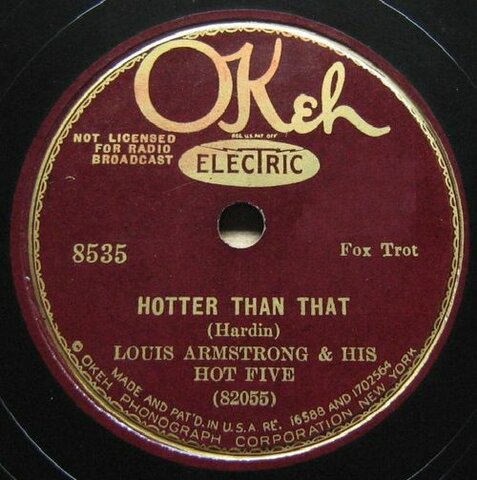 OKeh
REG. U.S. PAT. OFF.
NOT LICENSED
FOR RADIO
BROADCAST
ELECTRIC
8535
Fox Trot
HOTTER THAN THAT
(Hardin)
LOUIS ARMSTRONG & HIS
HOT FIVE
(82055)
MADE AND PAT'D. IN U.S.A RE. 16588 AND 1702564
© OKEH PHONOGRAPH CORPORATION NEW YORK